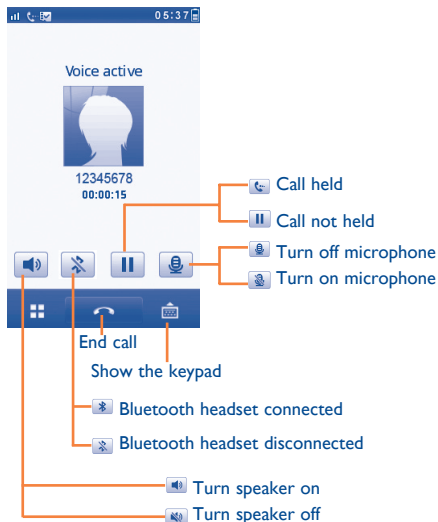 05:37
Voice active
12345678
00:00:15
Call held
Call not held
Turn off microphone
Turn on microphone
End call
Show the keypad
Bluetooth headset connected
Bluetooth headset disconnected
Turn speaker on
Turn speaker off